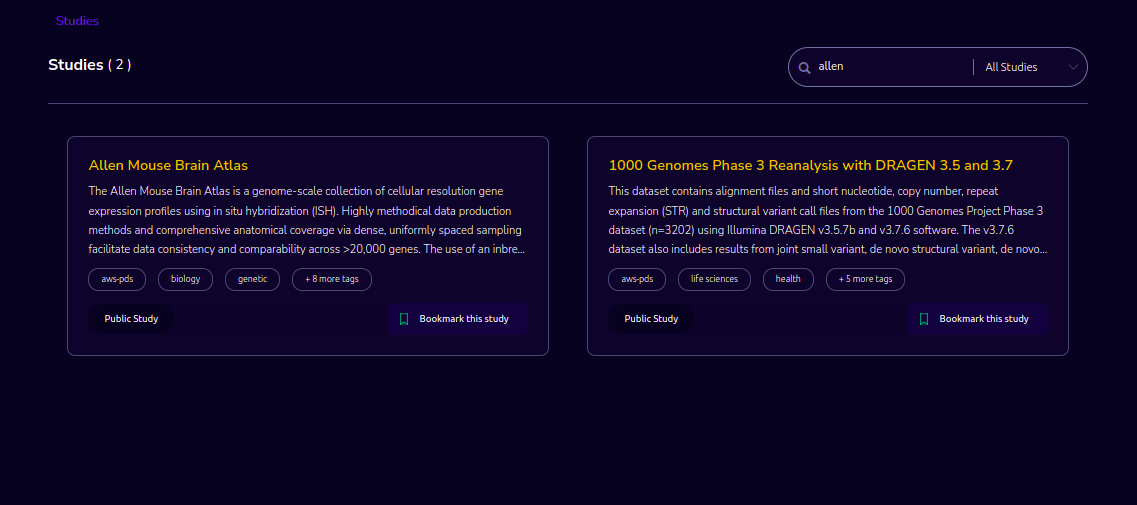 Studies
Studies ( 2 )
allen
All Studies
Allen Mouse Brain Atlas
The Allen Mouse Brain Atlas is a genome-scale collection of cellular resolution gene
expression profiles using in situ hybridization (ISH). Highly methodical data production
methods and comprehensive anatomical coverage via dense, uniformly spaced sampling
facilitate data consistency and comparability across >20,000 genes. The use of an inbre...
aws-pds
biology
genetic
+ 8 more tags
Public Study
Bookmark this study
1000 Genomes Phase 3 Reanalysis with DRAGEN 3.5 and 3.7
This dataset contains alignment files and short nucleotide, copy number, repeat
expansion (STR) and structural variant call files from the 1000 Genomes Project Phase 3
dataset (n=3202) using Illumina DRAGEN v3.5.7b and v3.7.6 software. The v3.7.6
dataset also includes results from joint small variant, de novo structural variant, de novo...
aws-pds
life sciences
health
+ 5 more tags
Public Study
Bookmark this study